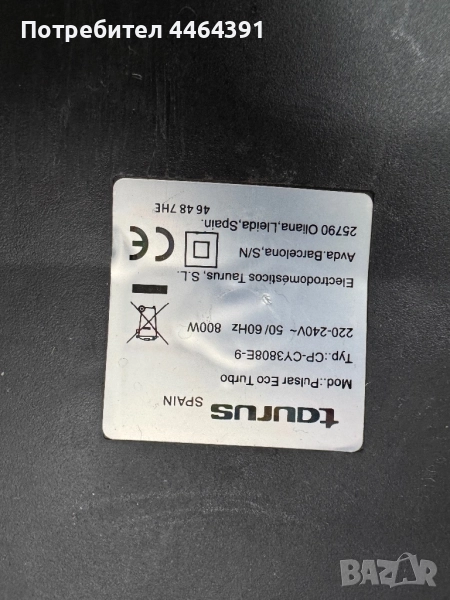 Потребител 4464391
taurus SPAIN
Mod.:Pulsar Eco Turbo
Typ.:CP-CY3808E-9
220-240V~ 50/60Hz 800W
Electrodomésticos Taurus, S.L.
Avda.Barcelona,S/N
25790 Oliana,Lleida,Spain.
46 48 7HE
CE
BAZAR